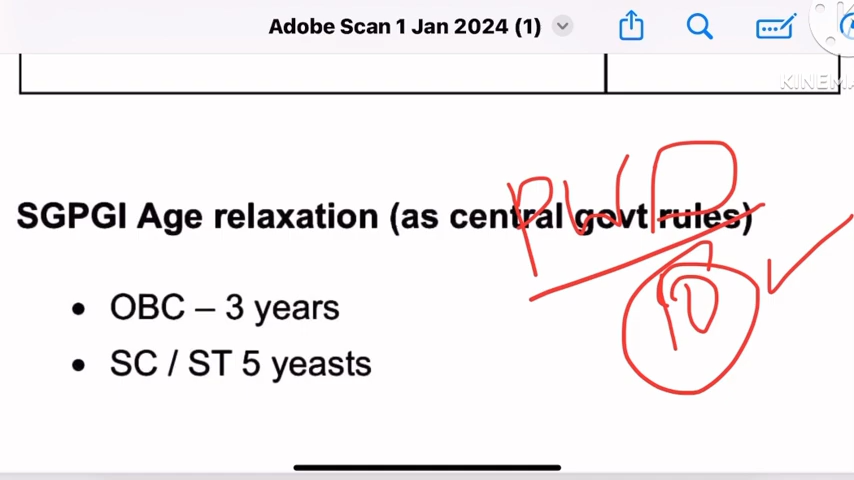 Adobe Scan 1 Jan 2024 (1)
KINEMA
SGPGI Age relaxation (as central govt rules)
PWD
10
• OBC – 3 years
• SC / ST 5 yeasts